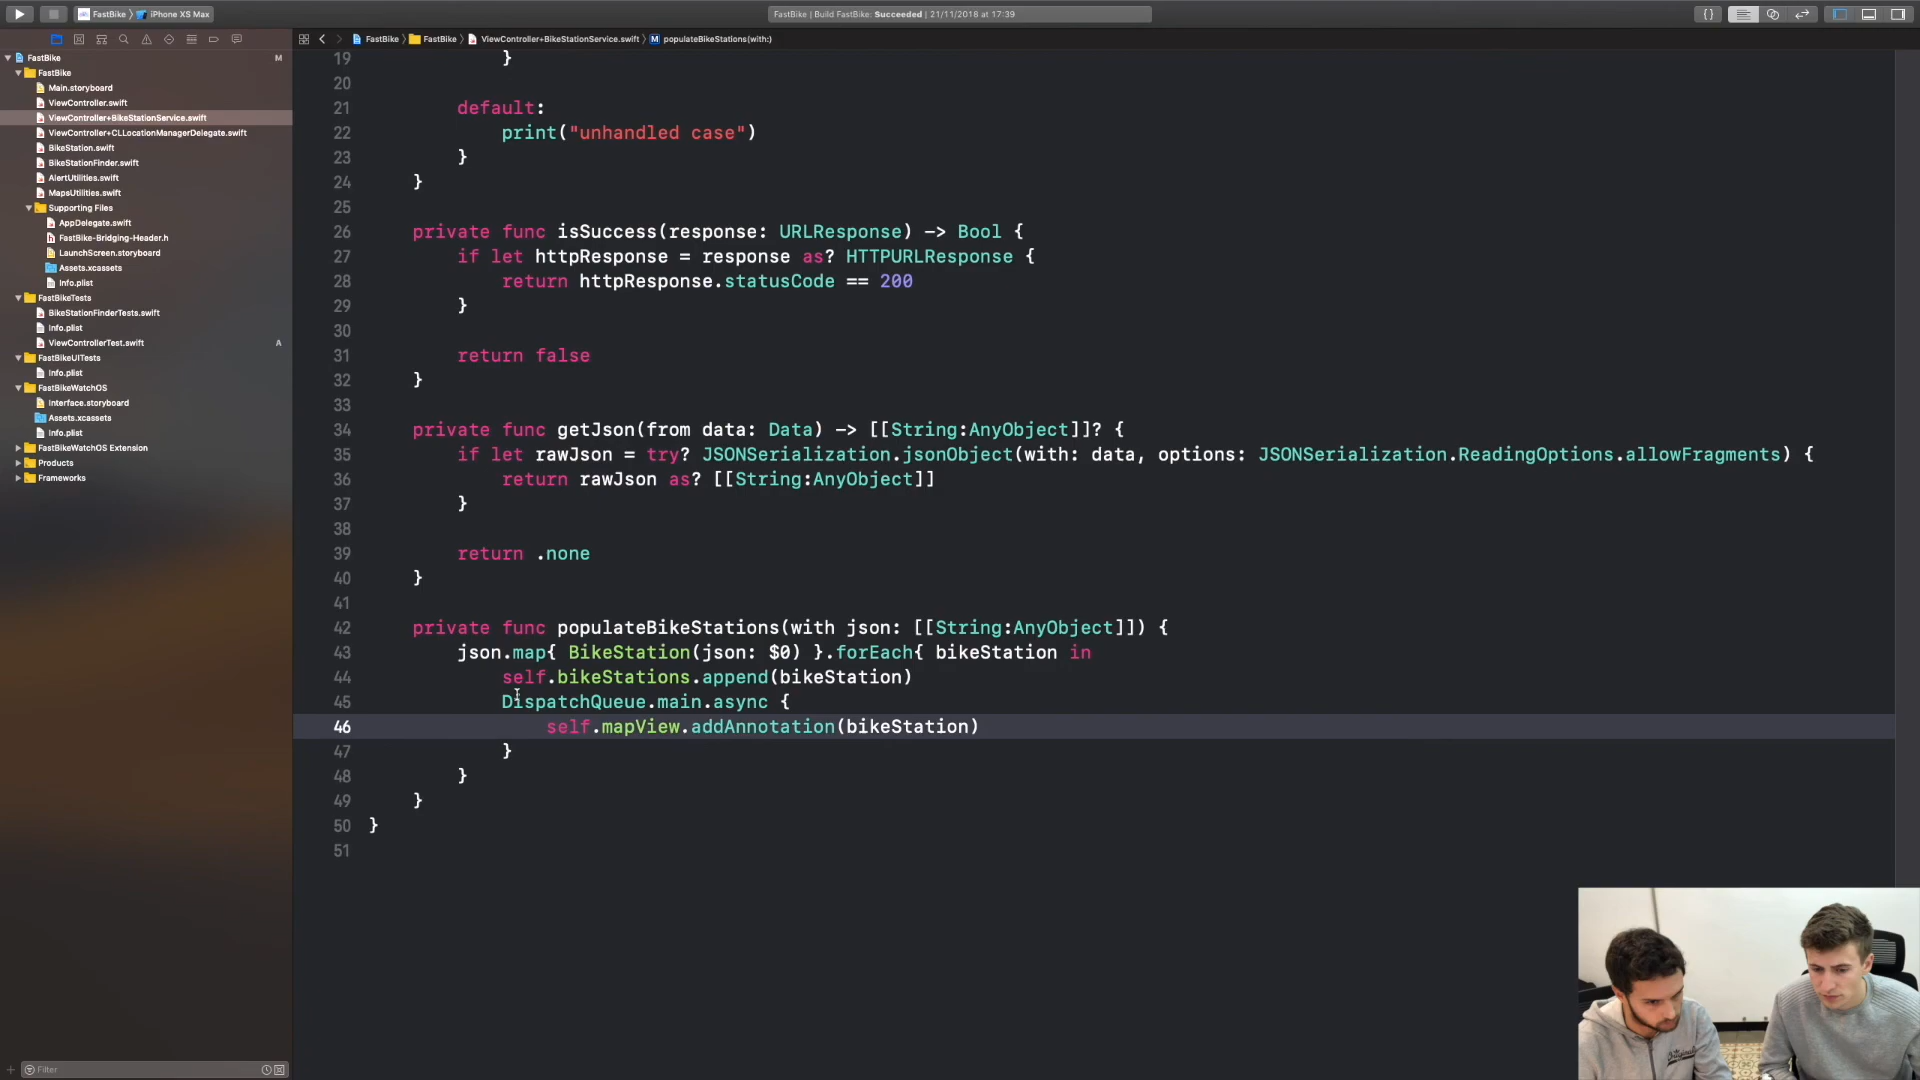 FastBike
iPhone XS Max
FastBike | Build FastBike: Succeeded | 21/11/2018 at 17:39
{ }
FastBike
FastBike
ViewController+BikeStationService.swift
M populateBikeStations(with:)
FastBike
M
FastBike
Main.storyboard
ViewController.swift
ViewController+BikeStationService.swift
ViewController+CLLocationManagerDelegate.swift
BikeStation.swift
BikeStationFinder.swift
AlertUtilities.swift
MapsUtilities.swift
Supporting Files
AppDelegate.swift
FastBike-Bridging-Header.h
LaunchScreen.storyboard
Assets.xcassets
Info.plist
FastBikeTests
BikeStationFinderTests.swift
Info.plist
ViewControllerTest.swift
A
FastBikeUITests
Info.plist
FastBikeWatchOS
Interface.storyboard
Assets.xcassets
Info.plist
FastBikeWatchOS Extension
Products
Frameworks
Filter
19 }
20
21 default:
22 print("unhandled case")
23 }
24 }
25
26 private func isSuccess(response: URLResponse) -> Bool {
27 if let httpResponse = response as? HTTPURLResponse {
28 return httpResponse.statusCode == 200
29 }
30
31 return false
32 }
33
34 private func getJson(from data: Data) -> [[String:AnyObject]]? {
35 if let rawJson = try? JSONSerialization.jsonObject(with: data, options: JSONSerialization.ReadingOptions.allowFragments) {
36 return rawJson as? [[String:AnyObject]]
37 }
38
39 return .none
40 }
41
42 private func populateBikeStations(with json: [[String:AnyObject]]) {
43 json.map{ BikeStation(json: $0) }.forEach{ bikeStation in
44 self.bikeStations.append(bikeStation)
45 DispatchQueue.main.async {
46 self.mapView.addAnnotation(bikeStation)
47 }
48 }
49 }
50 }
51